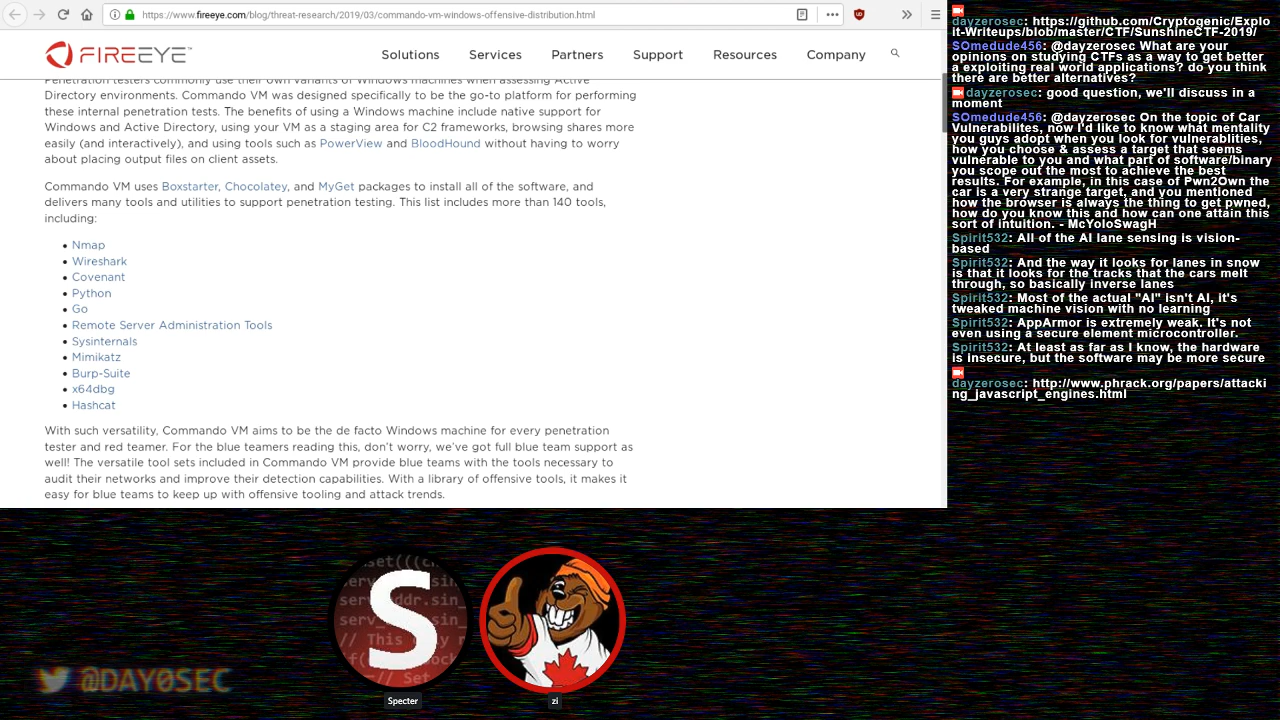 https://www.fireeye.com/blog/threat-research/2019/03/commando-vm-windows-offensive-distribution.html
FIREEYE™
Solutions
Services
Partners
Support
Resources
Company
Penetration testers commonly use their own variants of Windows machines when assessing Active
Directory environments. Commando VM was designed specifically to be the go-to platform for performing
these internal penetration tests. The benefits of using a Windows machine include native support for
Windows and Active Directory, using your VM as a staging area for C2 frameworks, browsing shares more
easily (and interactively), and using tools such as PowerView and BloodHound without having to worry
about placing output files on client assets.
Commando VM uses Boxstarter, Chocolatey, and MyGet packages to install all of the software, and
delivers many tools and utilities to support penetration testing. This list includes more than 140 tools,
including:
• Nmap
• Wireshark
• Covenant
• Python
• Go
• Remote Server Administration Tools
• Sysinternals
• Mimikatz
• Burp-Suite
• x64dbg
• Hashcat
With such versatility, Commando VM aims to be the de facto Windows machine for every penetration
tester and red teamer. For the blue teamers reading this, don't worry, we've got full blue team support as
well! The versatile tool sets included in Commando VM provide blue teams with the tools necessary to
audit their networks and improve their detection capabilities. With a library of offensive tools, it makes it
easy for blue teams to keep up with offensive tooling and attack trends.
dayzerosec: https://github.com/Cryptogenic/Explo
it-Writeups/blob/master/CTF/SunshineCTF-2019/
SOmedude456: @dayzerosec What are your
opinions on studying CTFs as a way to get better
a exploiting real world applications? do you think
there are better alternatives?
dayzerosec: good question, we'll discuss in a
moment
SOmedude456: @dayzerosec On the topic of Car
Vulnerabilites, now I'd like to know what mentality
you guys adopt when you look for vulnerablities,
how you choose & assess a target that seems
vulnerable to you and what part of software/binary
you scope out the most to achieve the best
results. For example, in this case of Pwn2Own the
car is a very strange target, and you mentioned
how the browser is always the thing to get pwned,
how do you know this and how can one attain this
sort of intuition. - McYoloSwagH
Spirit532: All of the AI lane sensing is vision-
based
Spirit532: And the way it looks for lanes in snow
is that it looks for the tracks that the cars melt
through, so basically inverse lanes
Spirit532: Most of the actual "AI" isn't AI, it's
tweaked machine vision with no learning
Spirit532: AppArmor is extremely weak. It's not
even using a secure element microcontroller.
Spirit532: At least as far as I know, the hardware
is insecure, but the software may be more secure
dayzerosec: http://www.phrack.org/papers/attacki
ng_javascript_engines.html
S
Specter
zi
@DAY0SEC